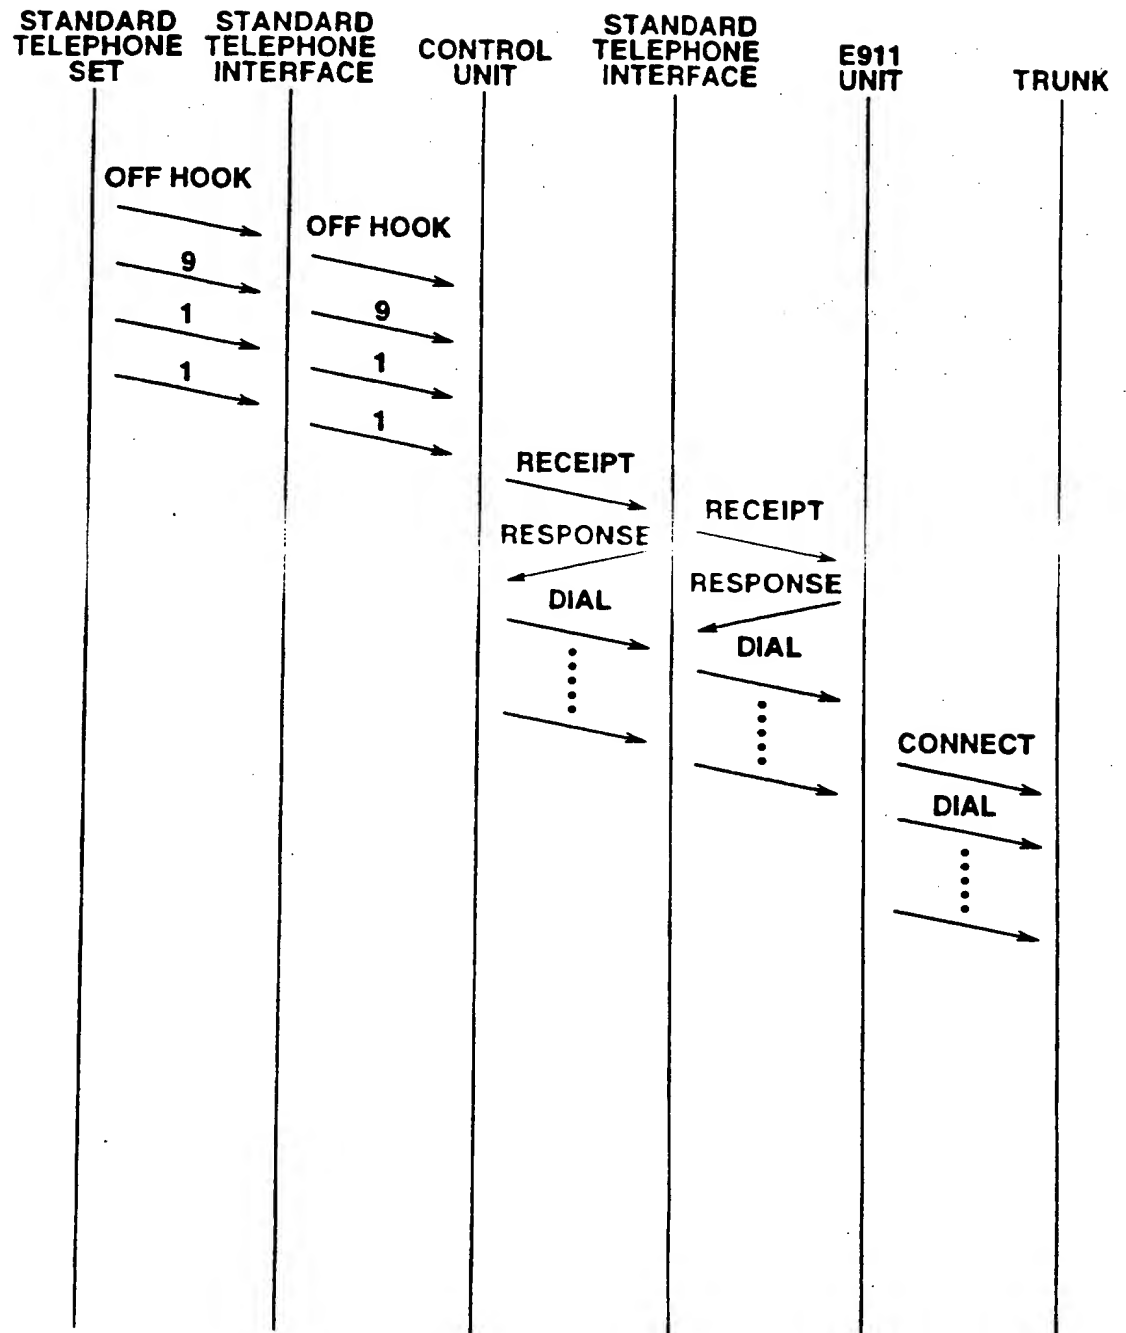 STANDARD
TELEPHONE
SET
STANDARD
TELEPHONE
INTERFACE
CONTROL
UNIT
STANDARD
TELEPHONE
INTERFACE
E911
UNIT
TRUNK
OFF HOOK
OFF HOOK
9
9
1
1
1
1
RECEIPT
RECEIPT
RESPONSE
RESPONSE
DIAL
DIAL
CONNECT
DIAL